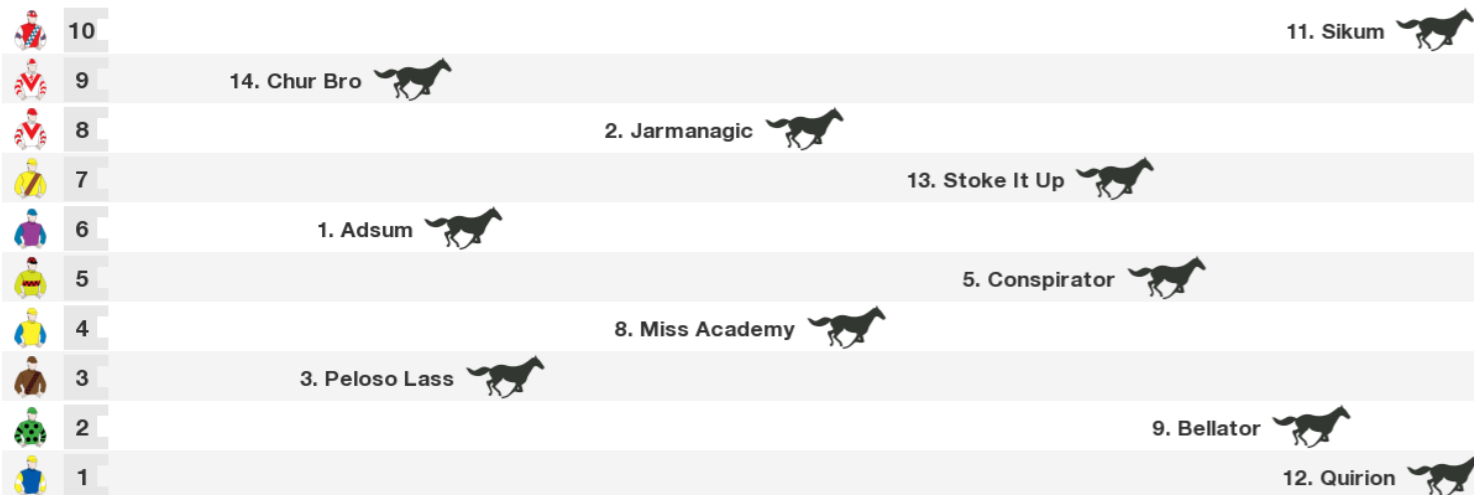 10 11. Sikum
9 14. Chur Bro
8 2. Jarmanagic
7 13. Stoke It Up
6 1. Adsum
5 5. Conspirator
4 8. Miss Academy
3 3. Peloso Lass
2 9. Bellator
1 12. Quirion